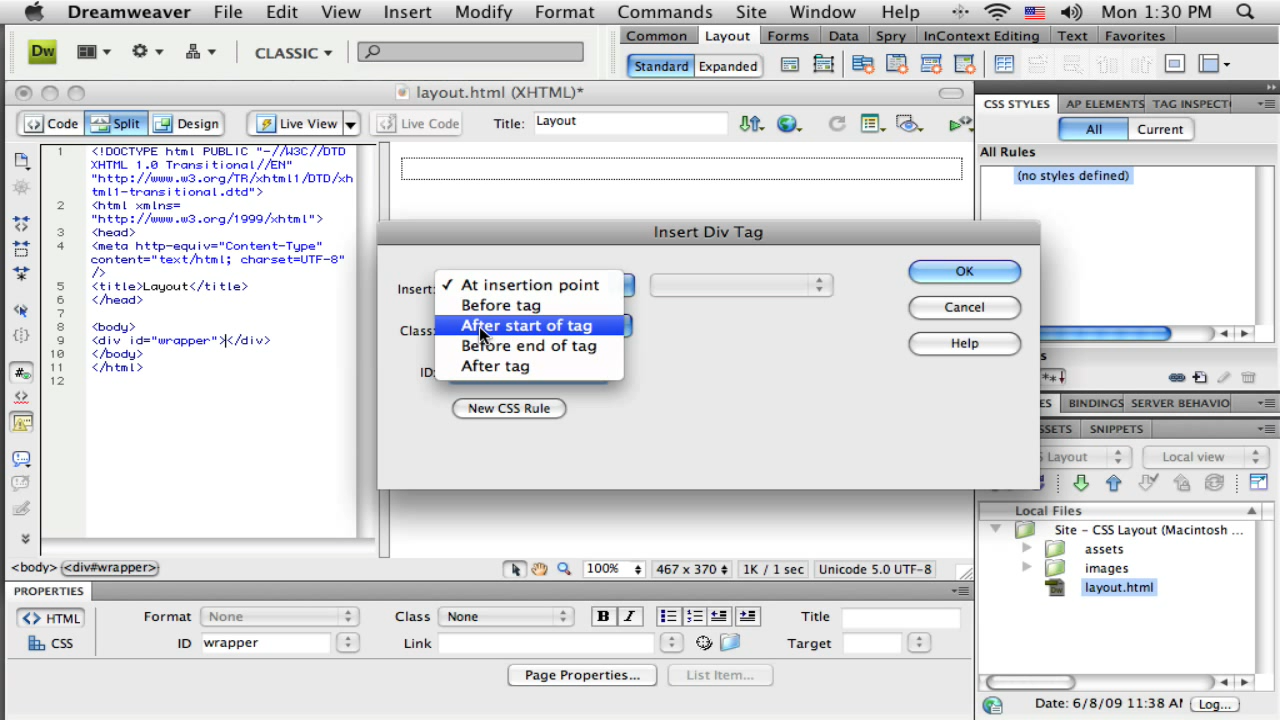 Dreamweaver File Edit View Insert Modify Format Commands Site Window Help Mon 1:30 PM
Dw CLASSIC
Common Layout Forms Data Spry InContext Editing Text Favorites
Standard Expanded
layout.html (XHTML)*
Code Split Design Live View Live Code Title: Layout
1 <!DOCTYPE html PUBLIC "-//W3C//DTD
XHTML 1.0 Transitional//EN"
"http://www.w3.org/TR/xhtml1/DTD/xh
tml1-transitional.dtd">
2 <html xmlns=
"http://www.w3.org/1999/xhtml">
3 <head>
4 <meta http-equiv="Content-Type"
content="text/html; charset=UTF-8"
/>
5 <title>Layout</title>
6 </head>
7
8 <body>
9 <div id="wrapper"></div>
10 </body>
11 </html>
12
Insert Div Tag
Insert:
✓ At insertion point
Before tag
After start of tag
Before end of tag
After tag
Class:
ID:
New CSS Rule
OK
Cancel
Help
CSS STYLES AP ELEMENTS TAG INSPECT
All Current
All Rules
(no styles defined)
BINDINGS SERVER BEHAVIO
SNIPPETS
Layout Local view
Local Files
Site – CSS Layout (Macintosh ...
assets
images
layout.html
Date: 6/8/09 11:38 Log...
<body> <div#wrapper> 100% 467 x 370 1K / 1 sec Unicode 5.0 UTF-8
PROPERTIES
<> HTML Format None Class None B I Title
CSS ID wrapper Link Target
Page Properties... List Item...